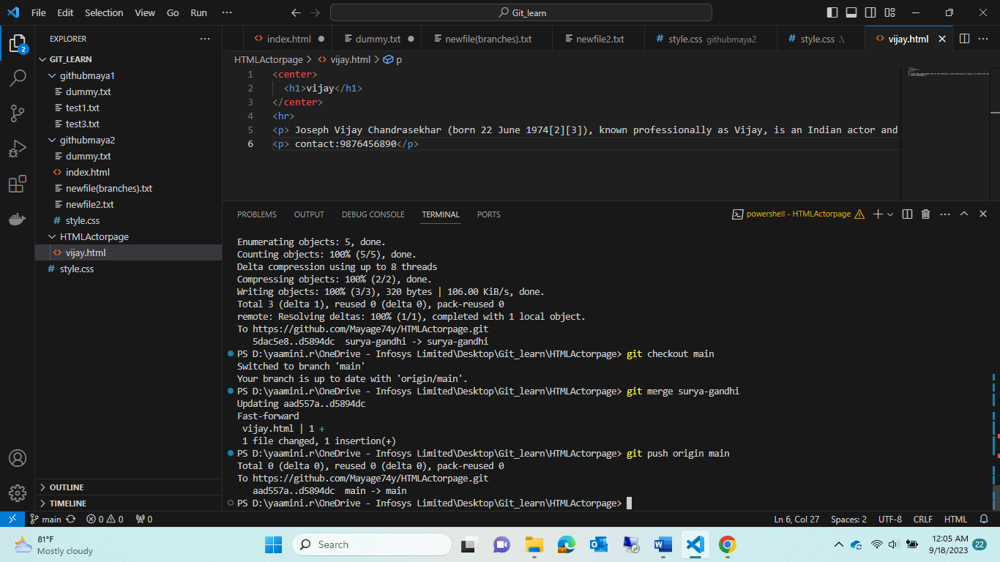 File Edit Selection View Go Run ··· Git_learn
EXPLORER ···
index.html dummy.txt newfile(branches).txt newfile2.txt style.css githubmaya2 style.css .\ vijay.html
2
GIT_LEARN
githubmaya1
dummy.txt
test1.txt
test3.txt
githubmaya2
dummy.txt
index.html
newfile(branches).txt
newfile2.txt
style.css
HTMLActorpage
vijay.html
style.css
OUTLINE
TIMELINE
HTMLActorpage > vijay.html > p
1 <center>
2 <h1>vijay</h1>
3 </center>
4 <hr>
5 <p> Joseph Vijay Chandrasekhar (born 22 June 1974[2][3]), known professionally as Vijay, is an Indian actor and
6 <p> contact:9876456890</p>
PROBLEMS OUTPUT DEBUG CONSOLE TERMINAL PORTS powershell - HTMLActorpage
Enumerating objects: 5, done.
Counting objects: 100% (5/5), done.
Delta compression using up to 8 threads
Compressing objects: 100% (2/2), done.
Writing objects: 100% (3/3), 320 bytes | 106.00 KiB/s, done.
Total 3 (delta 1), reused 0 (delta 0), pack-reused 0
remote: Resolving deltas: 100% (1/1), completed with 1 local object.
To https://github.com/Mayage74y/HTMLActorpage.git
5dac5e8..d5894dc surya-gandhi -> surya-gandhi
PS D:\yaamini.r\OneDrive - Infosys Limited\Desktop\Git_learn\HTMLActorpage> git checkout main
Switched to branch 'main'
Your branch is up to date with 'origin/main'.
PS D:\yaamini.r\OneDrive - Infosys Limited\Desktop\Git_learn\HTMLActorpage> git merge surya-gandhi
Updating aad557a..d5894dc
Fast-forward
vijay.html | 1 +
1 file changed, 1 insertion(+)
PS D:\yaamini.r\OneDrive - Infosys Limited\Desktop\Git_learn\HTMLActorpage> git push origin main
Total 0 (delta 0), reused 0 (delta 0), pack-reused 0
To https://github.com/Mayage74y/HTMLActorpage.git
aad557a..d5894dc main -> main
PS D:\yaamini.r\OneDrive - Infosys Limited\Desktop\Git_learn\HTMLActorpage>
main 0 0 0 Ln 6, Col 27 Spaces: 2 UTF-8 CRLF HTML
81°F
Mostly cloudy
Search
12:05 AM
9/18/2023
22